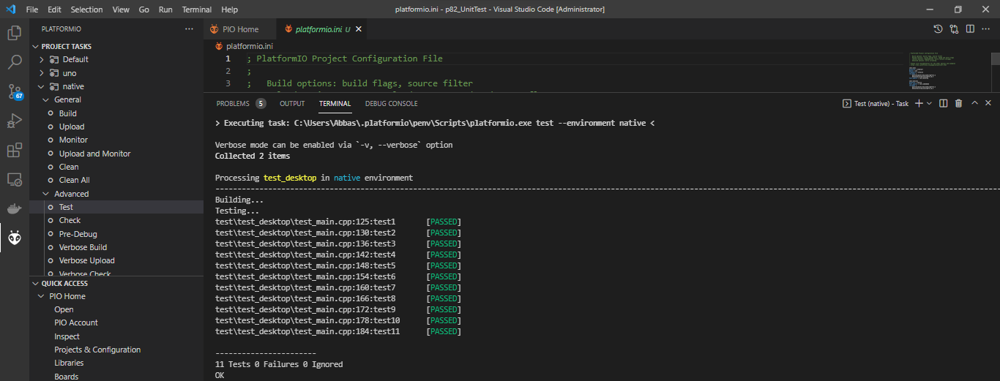 File Edit Selection View Go Run Terminal Help
platformio.ini - p82_UnitTest - Visual Studio Code [Administrator]
PLATFORMIO
PROJECT TASKS
Default
uno
native
General
Build
Upload
Monitor
Upload and Monitor
Clean
Clean All
Advanced
Test
Check
Pre-Debug
Verbose Build
Verbose Upload
Verbose Check
QUICK ACCESS
PIO Home
Open
PIO Account
Inspect
Projects & Configuration
Libraries
Boards
67
PIO Home
platformio.ini U
platformio.ini
1 ; PlatformIO Project Configuration File
2 ;
3 ;   Build options: build flags, source filter
PROBLEMS 5 OUTPUT TERMINAL DEBUG CONSOLE
Test (native) - Task
> Executing task: C:\Users\Abbas\.platformio\penv\Scripts\platformio.exe test --environment native <
Verbose mode can be enabled via `-v, --verbose` option
Collected 2 items
Processing test_desktop in native environment
Building...
Testing...
test\test_desktop\test_main.cpp:125:test1 [PASSED]
test\test_desktop\test_main.cpp:130:test2 [PASSED]
test\test_desktop\test_main.cpp:136:test3 [PASSED]
test\test_desktop\test_main.cpp:142:test4 [PASSED]
test\test_desktop\test_main.cpp:148:test5 [PASSED]
test\test_desktop\test_main.cpp:154:test6 [PASSED]
test\test_desktop\test_main.cpp:160:test7 [PASSED]
test\test_desktop\test_main.cpp:166:test8 [PASSED]
test\test_desktop\test_main.cpp:172:test9 [PASSED]
test\test_desktop\test_main.cpp:178:test10 [PASSED]
test\test_desktop\test_main.cpp:184:test11 [PASSED]
-----------------------
11 Tests 0 Failures 0 Ignored
OK